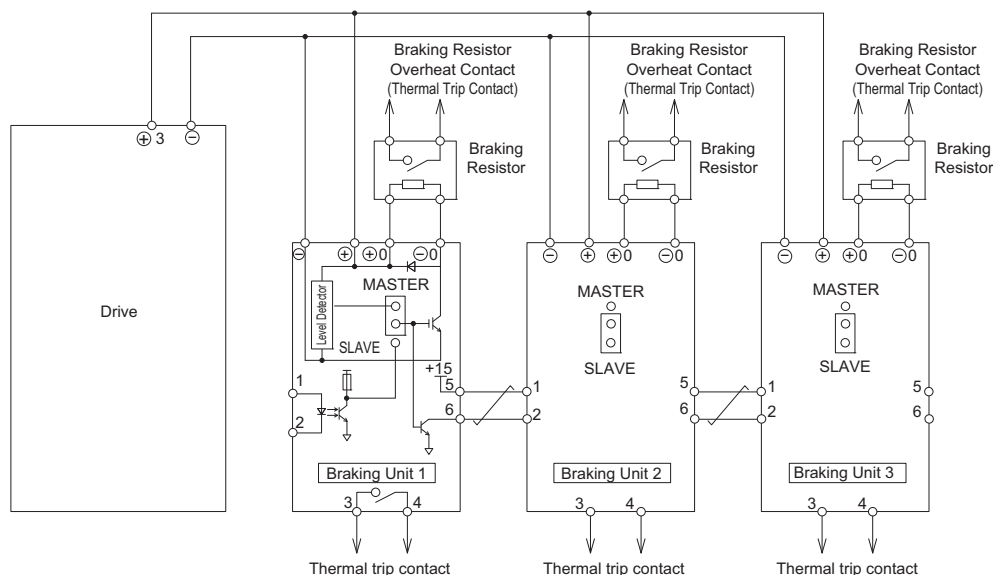 Braking Resistor
Overheat Contact
(Thermal Trip Contact)
Braking Resistor
Overheat Contact
(Thermal Trip Contact)
Braking Resistor
Overheat Contact
(Thermal Trip Contact)
⊕ 3 ⊖
Braking
Resistor
Braking
Resistor
Braking
Resistor
Drive
⊖ ⊕ ⊕0 ⊖0
MASTER
Level Detector
SLAVE
+15
1
2
5
6
Braking Unit 1
3 4
Thermal trip contact
⊖ ⊕ ⊕0 ⊖0
MASTER
SLAVE
1
2
5
6
Braking Unit 2
3 4
Thermal trip contact
⊖ ⊕ ⊕0 ⊖0
MASTER
SLAVE
1
2
5
6
Braking Unit 3
3 4
Thermal trip contact